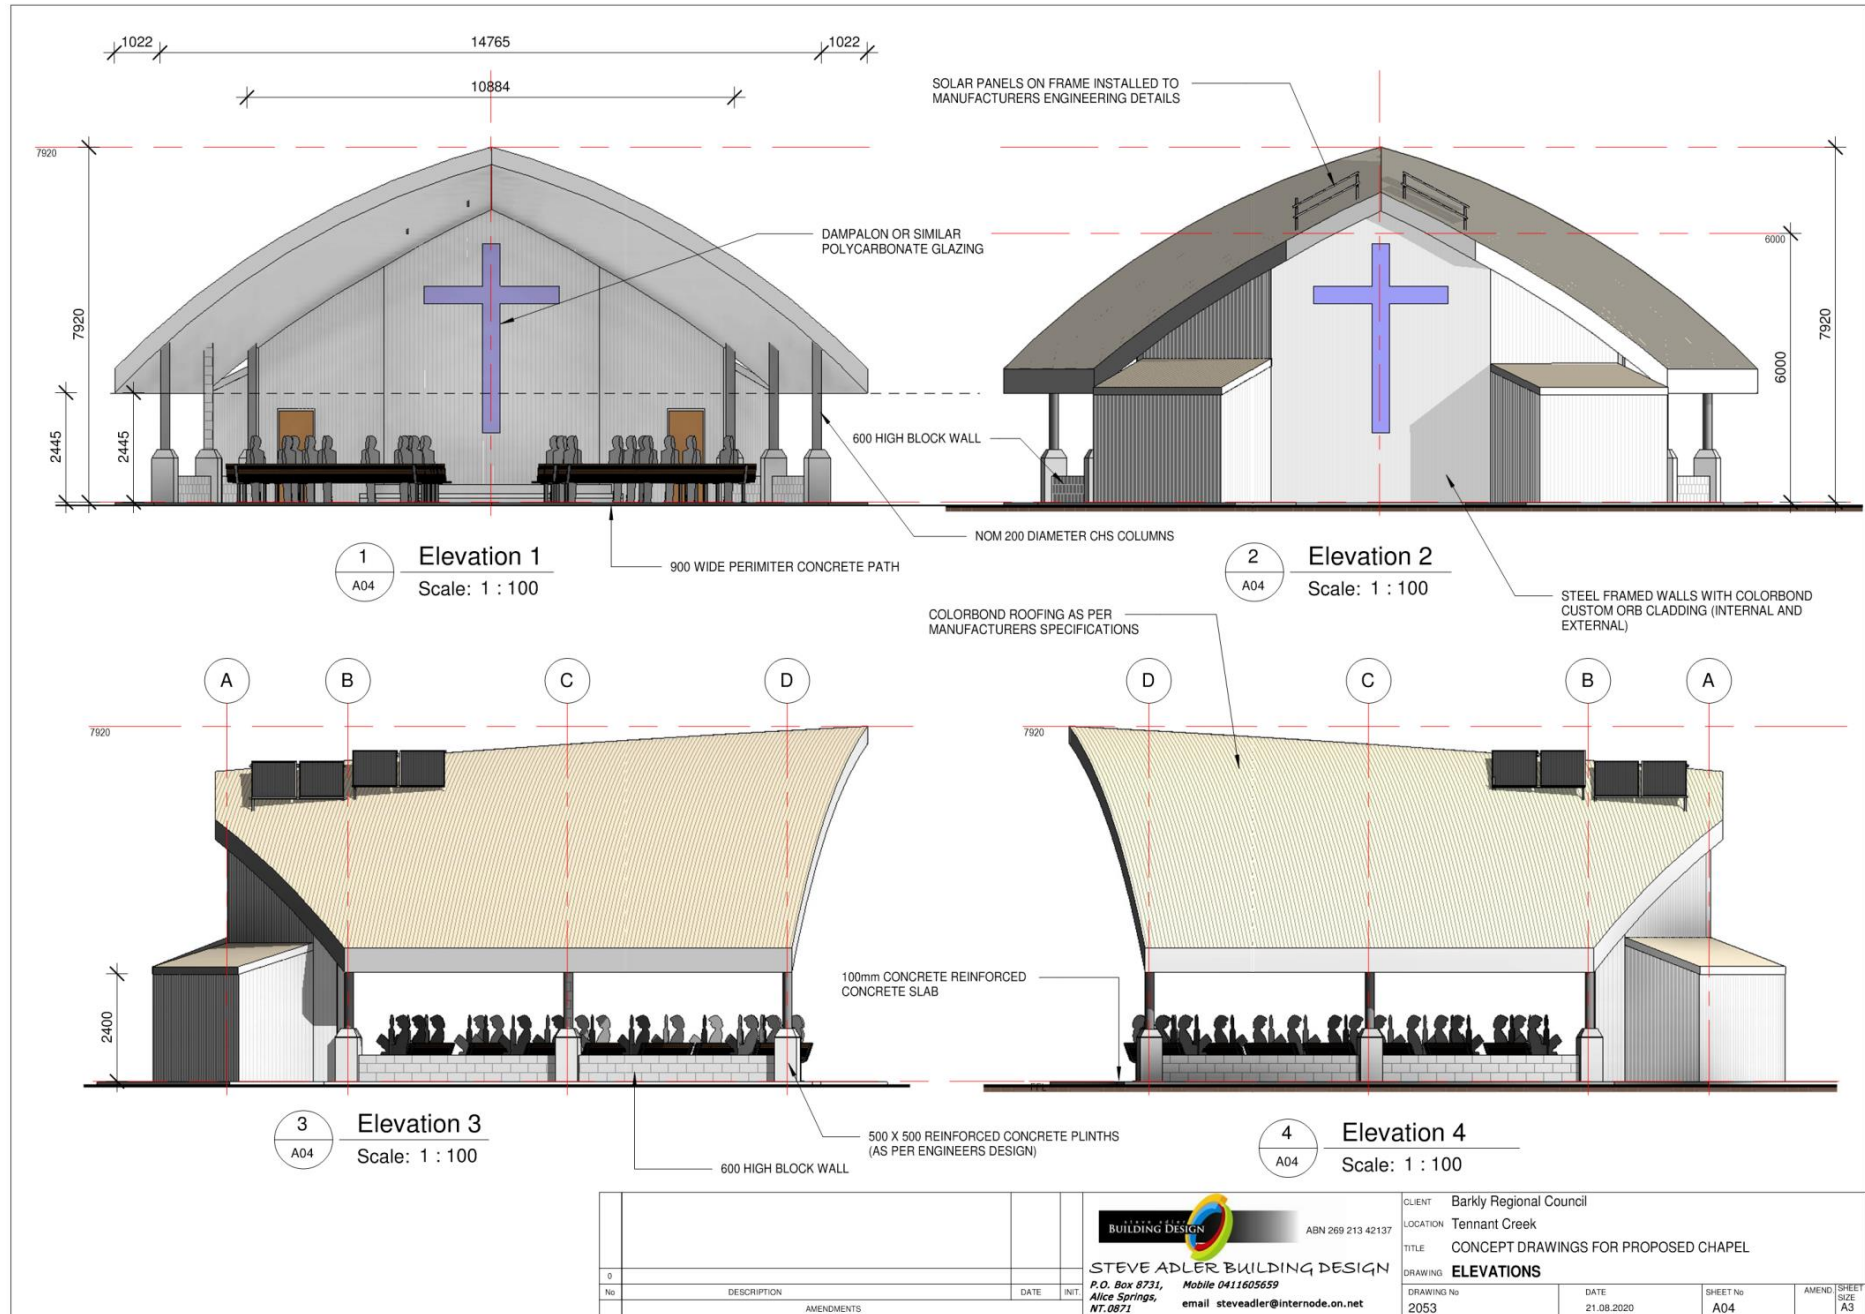 1022
14765
1022
10884
7920
7920
2445
2445
DAMPALON OR SIMILAR
POLYCARBONATE GLAZING
NOM 200 DIAMETER CHS COLUMNS
900 WIDE PERIMITER CONCRETE PATH
1
A04
Elevation 1
Scale: 1 : 100
SOLAR PANELS ON FRAME INSTALLED TO
MANUFACTURERS ENGINEERING DETAILS
6000
7920
6000
600 HIGH BLOCK WALL
2
A04
Elevation 2
Scale: 1 : 100
STEEL FRAMED WALLS WITH COLORBOND
CUSTOM ORB CLADDING (INTERNAL AND
EXTERNAL)
COLORBOND ROOFING AS PER
MANUFACTURERS SPECIFICATIONS
A
B
C
D
7920
2400
3
A04
Elevation 3
Scale: 1 : 100
600 HIGH BLOCK WALL
500 X 500 REINFORCED CONCRETE PLINTHS
(AS PER ENGINEERS DESIGN)
D
C
B
A
7920
100mm CONCRETE REINFORCED
CONCRETE SLAB
4
A04
Elevation 4
Scale: 1 : 100
0
No
DESCRIPTION
DATE
INIT.
AMENDMENTS
steve adler
BUILDING DESIGN
ABN 269 213 42137
STEVE ADLER BUILDING DESIGN
P.O. Box 8731,
Alice Springs,
NT.0871
Mobile 0411605659
email steveadler@internode.on.net
CLIENT Barkly Regional Council
LOCATION Tennant Creek
TITLE CONCEPT DRAWINGS FOR PROPOSED CHAPEL
DRAWING ELEVATIONS
DRAWING No
2053
DATE
21.08.2020
SHEET No
A04
AMEND.
SHEET
SIZE
A3